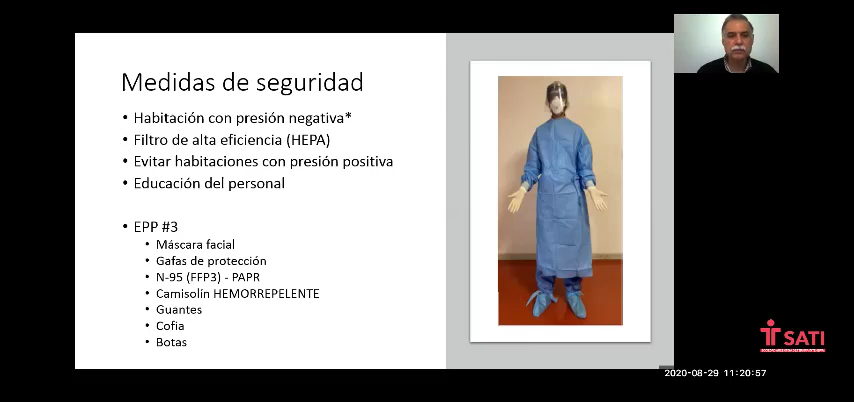 Medidas de seguridad
• Habitación con presión negativa*
• Filtro de alta eficiencia (HEPA)
• Evitar habitaciones con presión positiva
• Educación del personal
• EPP #3
• Máscara facial
• Gafas de protección
• N-95 (FFP3) - PAPR
• Camisolín HEMORREPELENTE
• Guantes
• Cofia
• Botas
SATI
2020-08-29 11:20:57